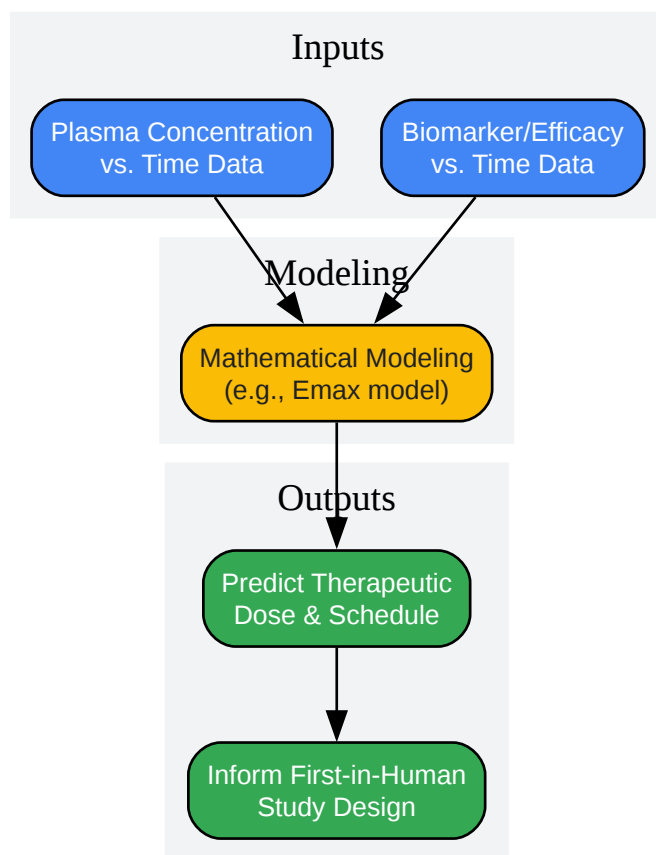 Inputs
Plasma Concentration
vs. Time Data
Biomarker/Efficacy
vs. Time Data
Modeling
Mathematical Modeling
(e.g., Emax model)
Outputs
Predict Therapeutic
Dose & Schedule
Inform First-in-Human
Study Design